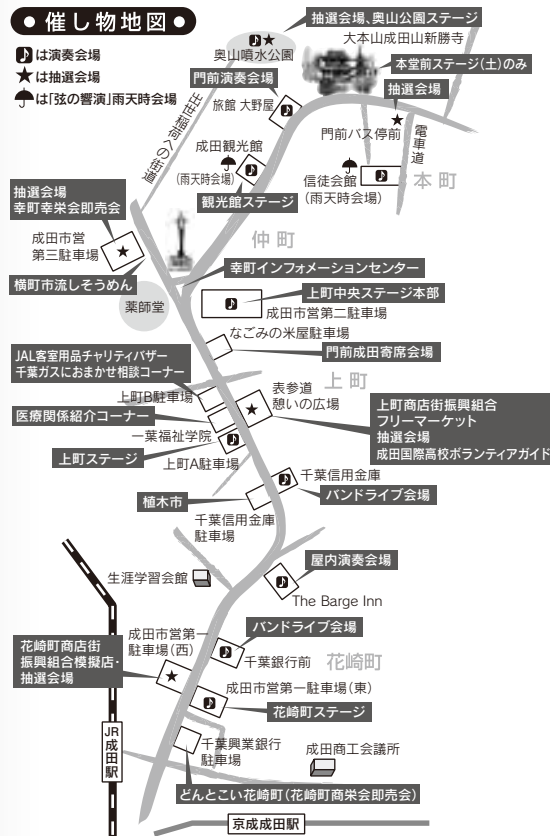 ●催し物地図●
♪は演奏会場
★は抽選会場
☂は「弦の響演」雨天時会場
抽選会場、奥山公園ステージ
奥山噴水公園
大本山成田山新勝寺
本堂前ステージ(土)のみ
門前演奏会場
旅館 大野屋
抽選会場
門前バス停前
電車道
出世稲荷への街道
成田観光館
(雨天時会場)
観光館ステージ
信徒会館
(雨天時会場)
本町
仲町
抽選会場
幸町幸栄会即売会
成田市営
第三駐車場
横町市流しそうめん
幸町インフォメーションセンター
薬師堂
上町中央ステージ本部
成田市営第二駐車場
なごみの米屋駐車場
門前成田寄席会場
上町
JAL客室用品チャリティバザー
千葉ガスにおまかせ相談コーナー
上町B駐車場
表参道
憩いの広場
医療関係紹介コーナー
一葉福祉学院
上町商店街振興組合
フリーマーケット
抽選会場
成田国際高校ボランティアガイド
上町ステージ
上町A駐車場
千葉信用金庫
バンドライブ会場
植木市
千葉信用金庫
駐車場
屋内演奏会場
生涯学習会館
The Barge Inn
バンドライブ会場
成田市営第一
駐車場(西)
千葉銀行前
花崎町
花崎町商店街
振興組合模擬店・
抽選会場
成田市営第一駐車場(東)
花崎町ステージ
JR
成田駅
千葉興業銀行
駐車場
成田商工会議所
どんとこい花崎町(花崎町商栄会即売会)
京成成田駅